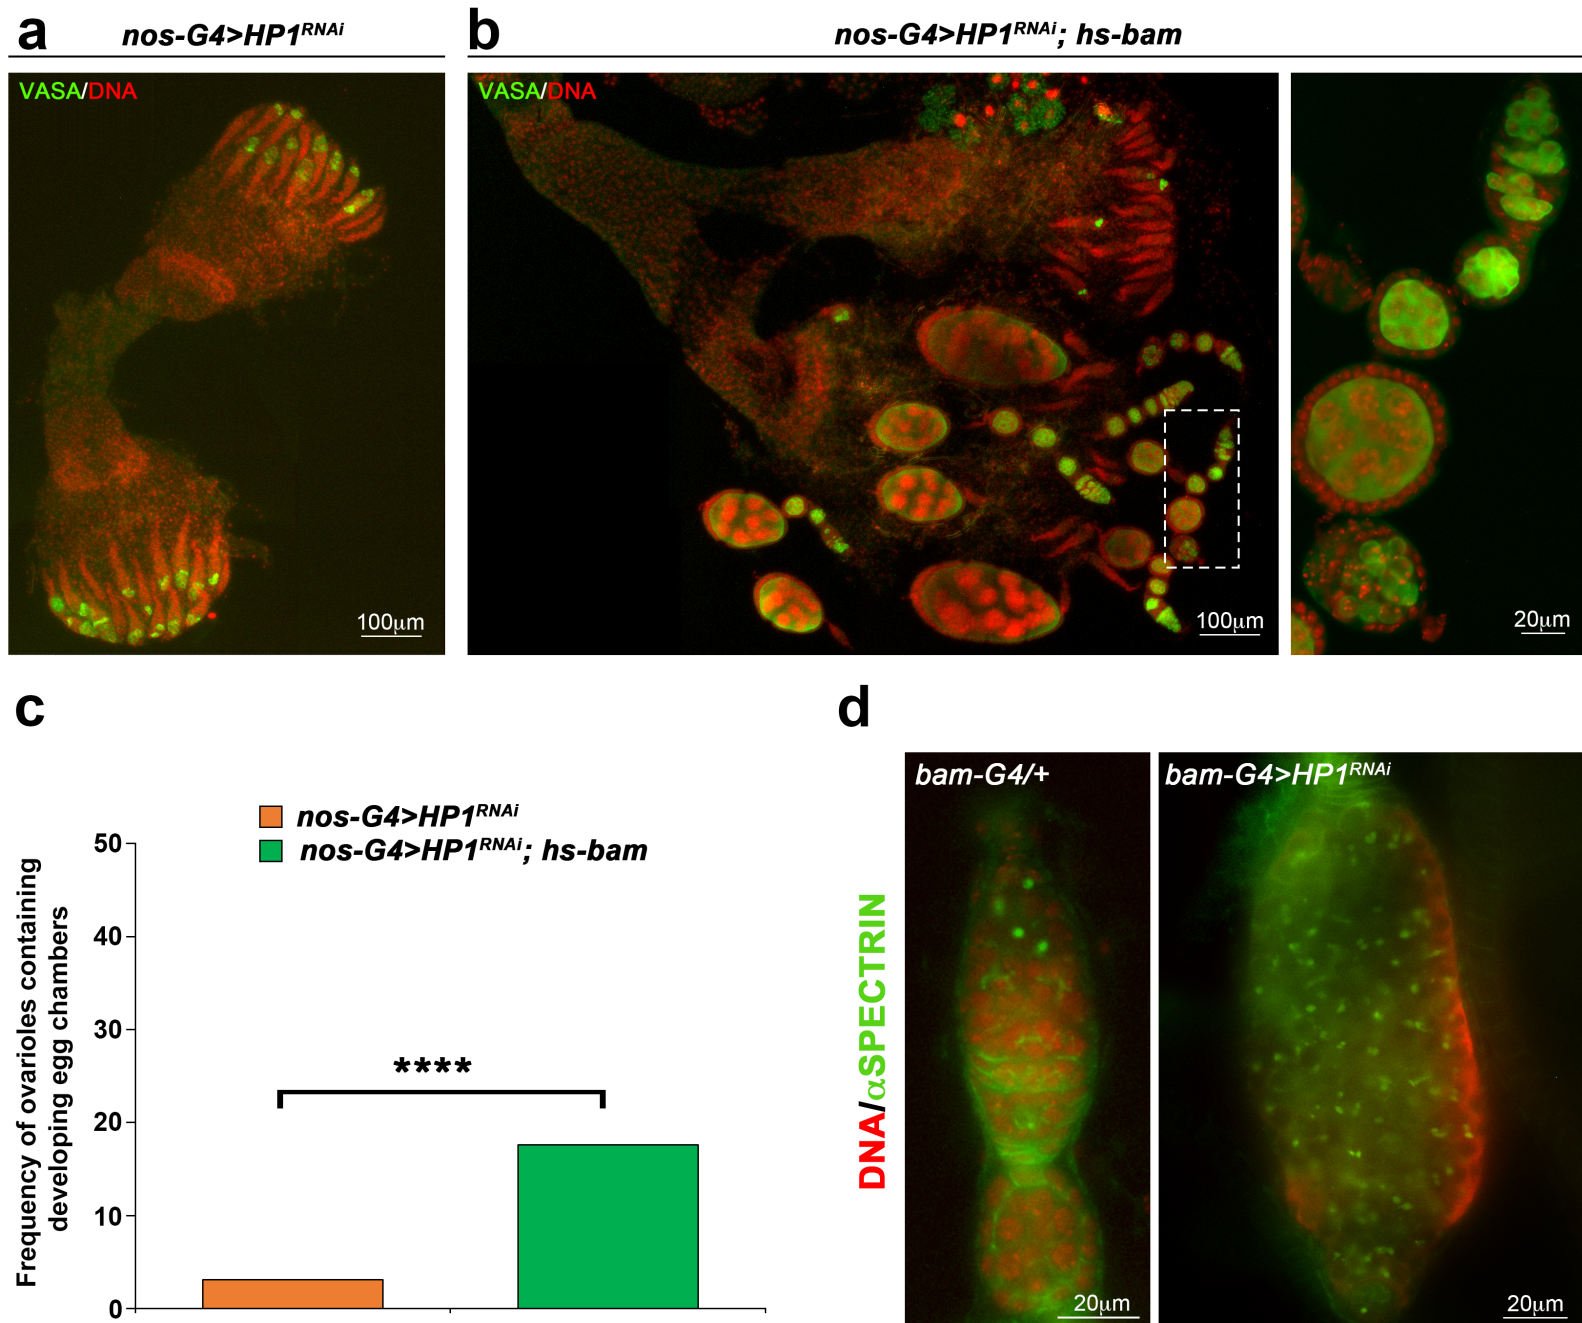 a nos-G4>HP1RNAi
VASA/DNA
100μm
b nos-G4>HP1RNAi; hs-bam
VASA/DNA
100μm
20μm
c
nos-G4>HP1RNAi
nos-G4>HP1RNAi; hs-bam
Frequency of ovarioles containing
developing egg chambers
50
40
30
20
10
0
****
d
DNA/αSPECTRIN
bam-G4/+
20μm
bam-G4>HP1RNAi
20μm